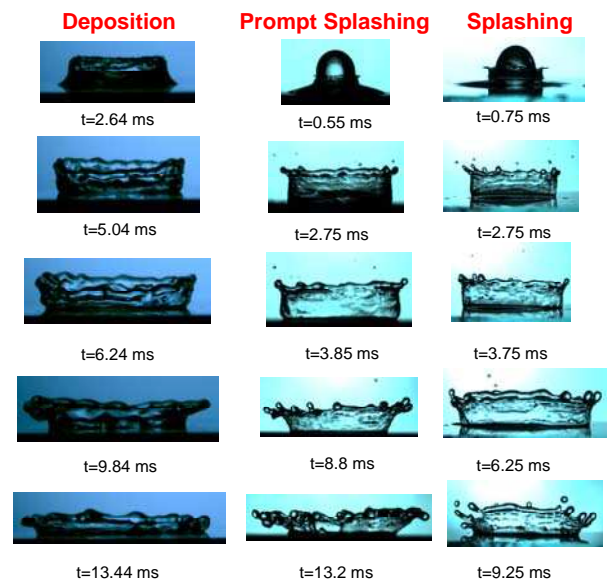 Deposition Prompt Splashing Splashing
t=2.64 ms t=0.55 ms t=0.75 ms
t=5.04 ms t=2.75 ms t=2.75 ms
t=6.24 ms t=3.85 ms t=3.75 ms
t=9.84 ms t=8.8 ms t=6.25 ms
t=13.44 ms t=13.2 ms t=9.25 ms